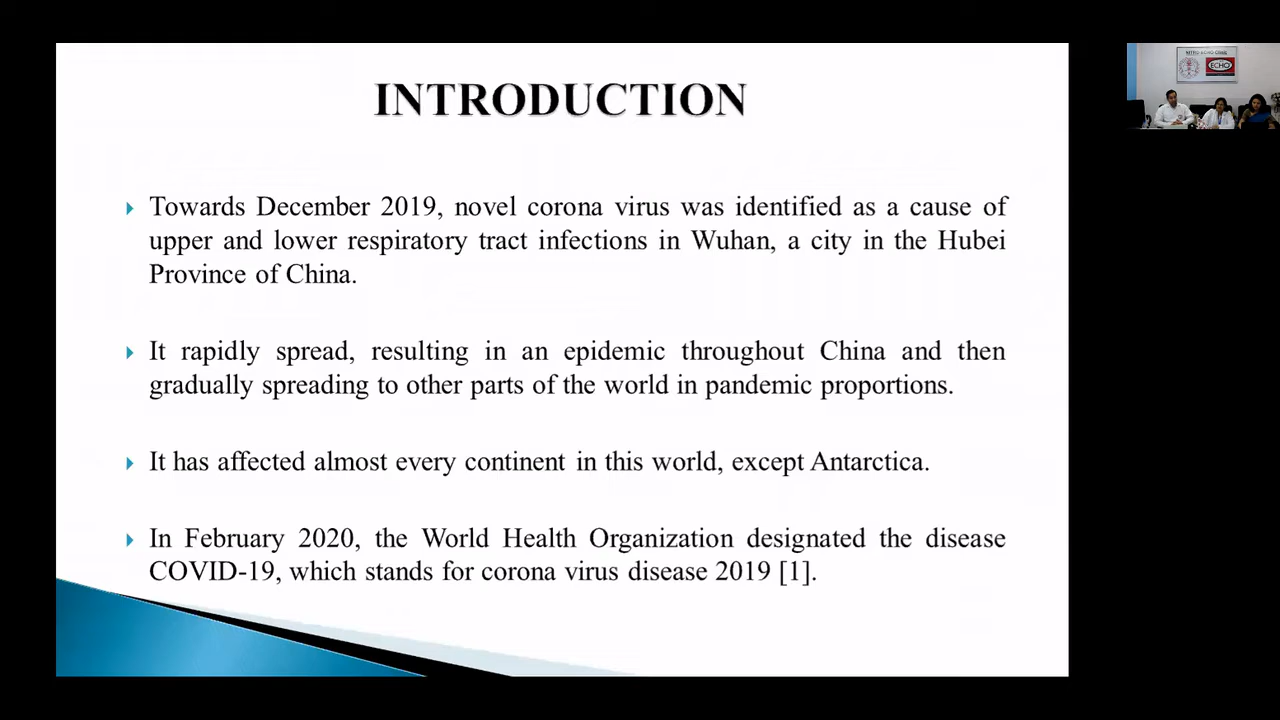 INTRODUCTION
Towards December 2019, novel corona virus was identified as a cause of
upper and lower respiratory tract infections in Wuhan, a city in the Hubei
Province of China.
It rapidly spread, resulting in an epidemic throughout China and then
gradually spreading to other parts of the world in pandemic proportions.
It has affected almost every continent in this world, except Antarctica.
In February 2020, the World Health Organization designated the disease
COVID-19, which stands for corona virus disease 2019 [1].
ECHO